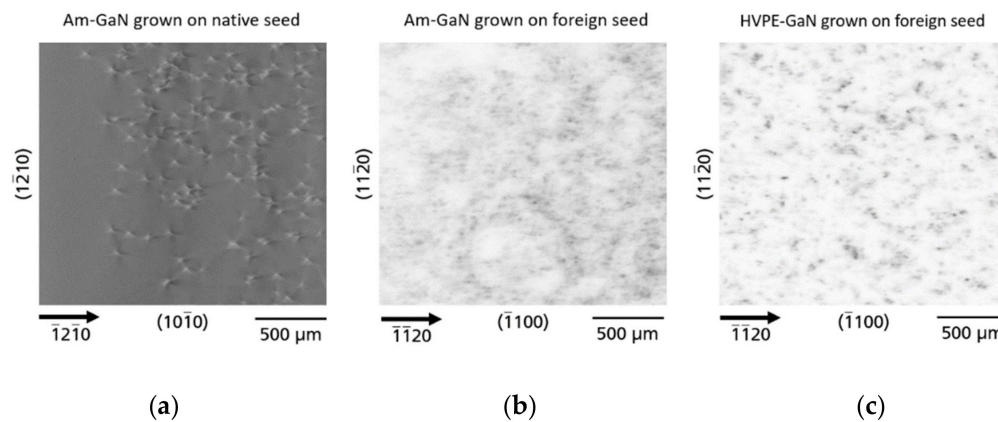 Am-GaN grown on native seed
(12̄10)
(101̄0)
1̄21̄0
500 µm
(a)
Am-GaN grown on foreign seed
(112̄0)
(1̄100)
1̄1̄20
500 µm
(b)
HVPE-GaN grown on foreign seed
(112̄0)
(1̄100)
1̄1̄20
500 µm
(c)